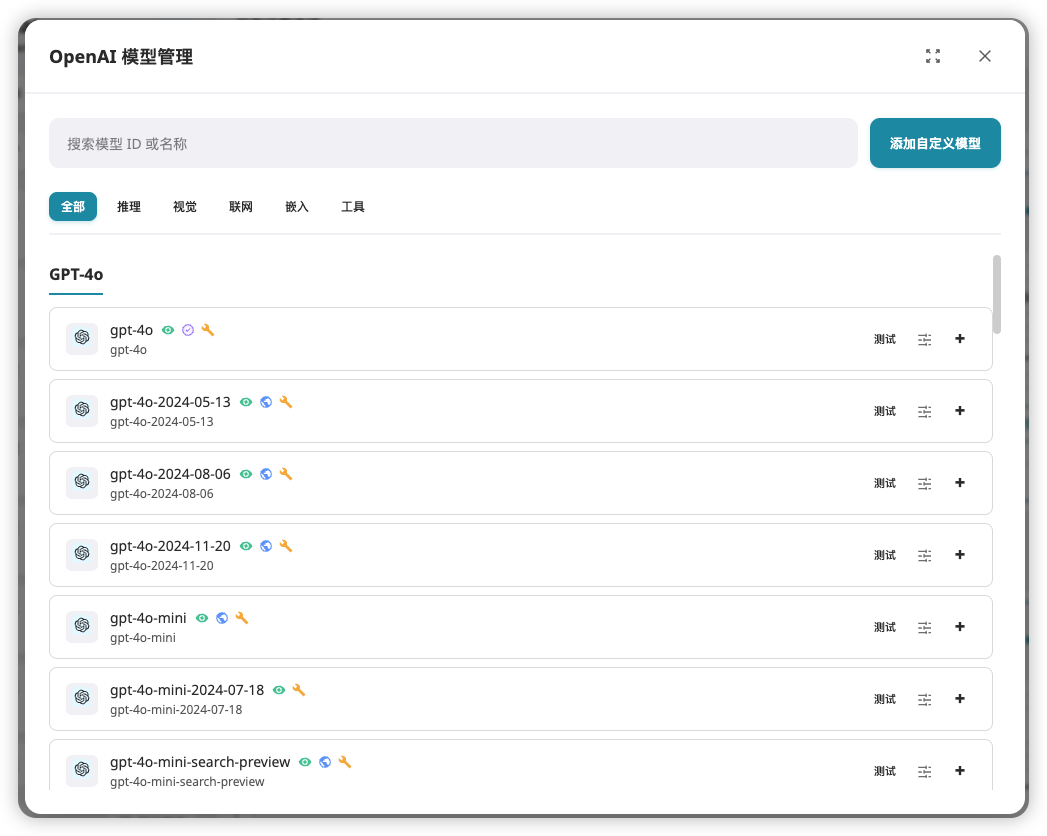 OpenAI 模型管理
搜索模型 ID 或名称
添加自定义模型
全部 推理 视觉 联网 嵌入 工具
GPT-4o
gpt-4o
gpt-4o
测试
gpt-4o-2024-05-13
gpt-4o-2024-05-13
测试
gpt-4o-2024-08-06
gpt-4o-2024-08-06
测试
gpt-4o-2024-11-20
gpt-4o-2024-11-20
测试
gpt-4o-mini
gpt-4o-mini
测试
gpt-4o-mini-2024-07-18
gpt-4o-mini-2024-07-18
测试
gpt-4o-mini-search-preview
gpt-4o-mini-search-preview
测试